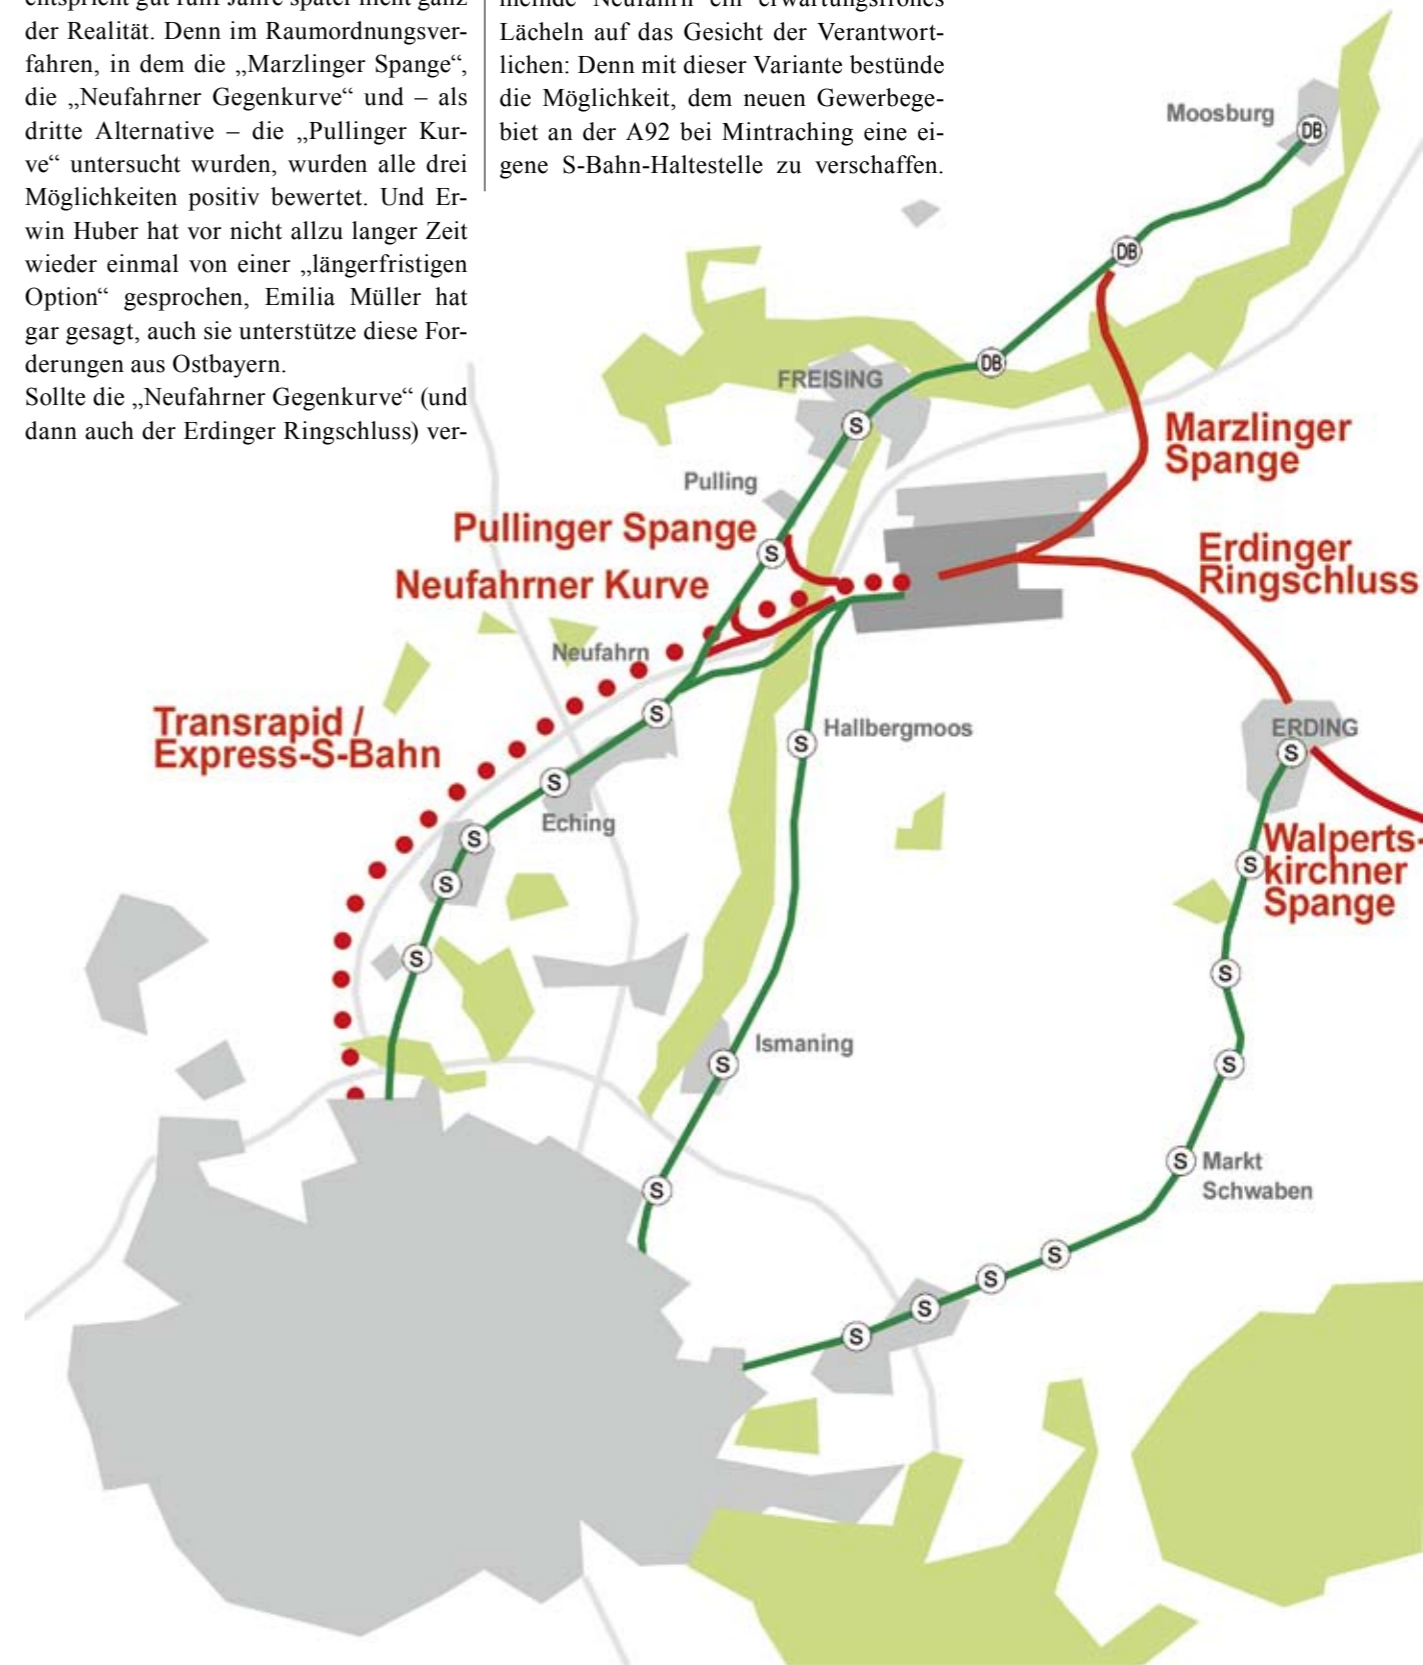 der Realität. Denn im Raumordnungsver-
fahren, in dem die „Marzlinger Spange“,
die „Neufahrner Gegenkurve“ und – als
dritte Alternative – die „Pullinger Kur-
ve“ untersucht wurden, wurden alle drei
Möglichkeiten positiv bewertet. Und Er-
win Huber hat vor nicht allzu langer Zeit
wieder einmal von einer „längerfristigen
Option“ gesprochen, Emilia Müller hat
gar gesagt, auch sie unterstütze diese For-
derungen aus Ostbayern.
Sollte die „Neufahrner Gegenkurve“ (und
dann auch der Erdinger Ringschluss) ver-
Lächeln auf das Gesicht der Verantwort-
lichen: Denn mit dieser Variante bestünde
die Möglichkeit, dem neuen Gewerbege-
biet an der A92 bei Mintraching eine ei-
gene S-Bahn-Haltestelle zu verschaffen.
Moosburg
DB
DB
DB
FREISING
S
Marzlinger
Spange
Pulling
Pullinger Spange
S
Erdinger
Ringschluss
Neufahrner Kurve
Neufahrn
S
Transrapid /
Express-S-Bahn
Hallbergmoos
S
ERDING
S
S
Eching
S
S
S
Walperts-
kirchner
Spange
S
S
S
Ismaning
S
S
Markt
Schwaben
S
S
S
S
S
S